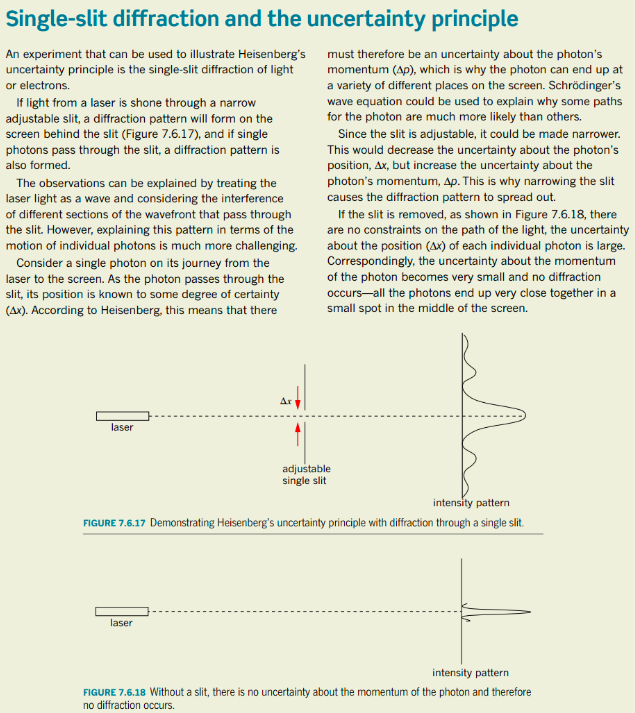 Single-slit diffraction and the uncertainty principle
An experiment that can be used to illustrate Heisenberg's
uncertainty principle is the single-slit diffraction of light
or electrons.
If light from a laser is shone through a narrow
adjustable slit, a diffraction pattern will form on the
screen behind the slit (Figure 7.6.17), and if single
photons pass through the slit, a diffraction pattern is
also formed.
The observations can be explained by treating the
laser light as a wave and considering the interference
of different sections of the wavefront that pass through
the slit. However, explaining this pattern in terms of the
motion of individual photons is much more challenging.
Consider a single photon on its journey from the
laser to the screen. As the photon passes through the
slit, its position is known to some degree of certainty
(Δx). According to Heisenberg, this means that there
must therefore be an uncertainty about the photon's
momentum (Δp), which is why the photon can end up at
a variety of different places on the screen. Schrödinger's
wave equation could be used to explain why some paths
for the photon are much more likely than others.
Since the slit is adjustable, it could be made narrower.
This would decrease the uncertainty about the photon's
position, Δx, but increase the uncertainty about the
photon's momentum, Δp. This is why narrowing the slit
causes the diffraction pattern to spread out.
If the slit is removed, as shown in Figure 7.6.18, there
are no constraints on the path of the light, the uncertainty
about the position (Δx) of each individual photon is large.
Correspondingly, the uncertainty about the momentum
of the photon becomes very small and no diffraction
occurs—all the photons end up very close together in a
small spot in the middle of the screen.
Δx
laser
adjustable
single slit
intensity pattern
FIGURE 7.6.17 Demonstrating Heisenberg's uncertainty principle with diffraction through a single slit.
laser
intensity pattern
FIGURE 7.6.18 Without a slit, there is no uncertainty about the momentum of the photon and therefore
no diffraction occurs.